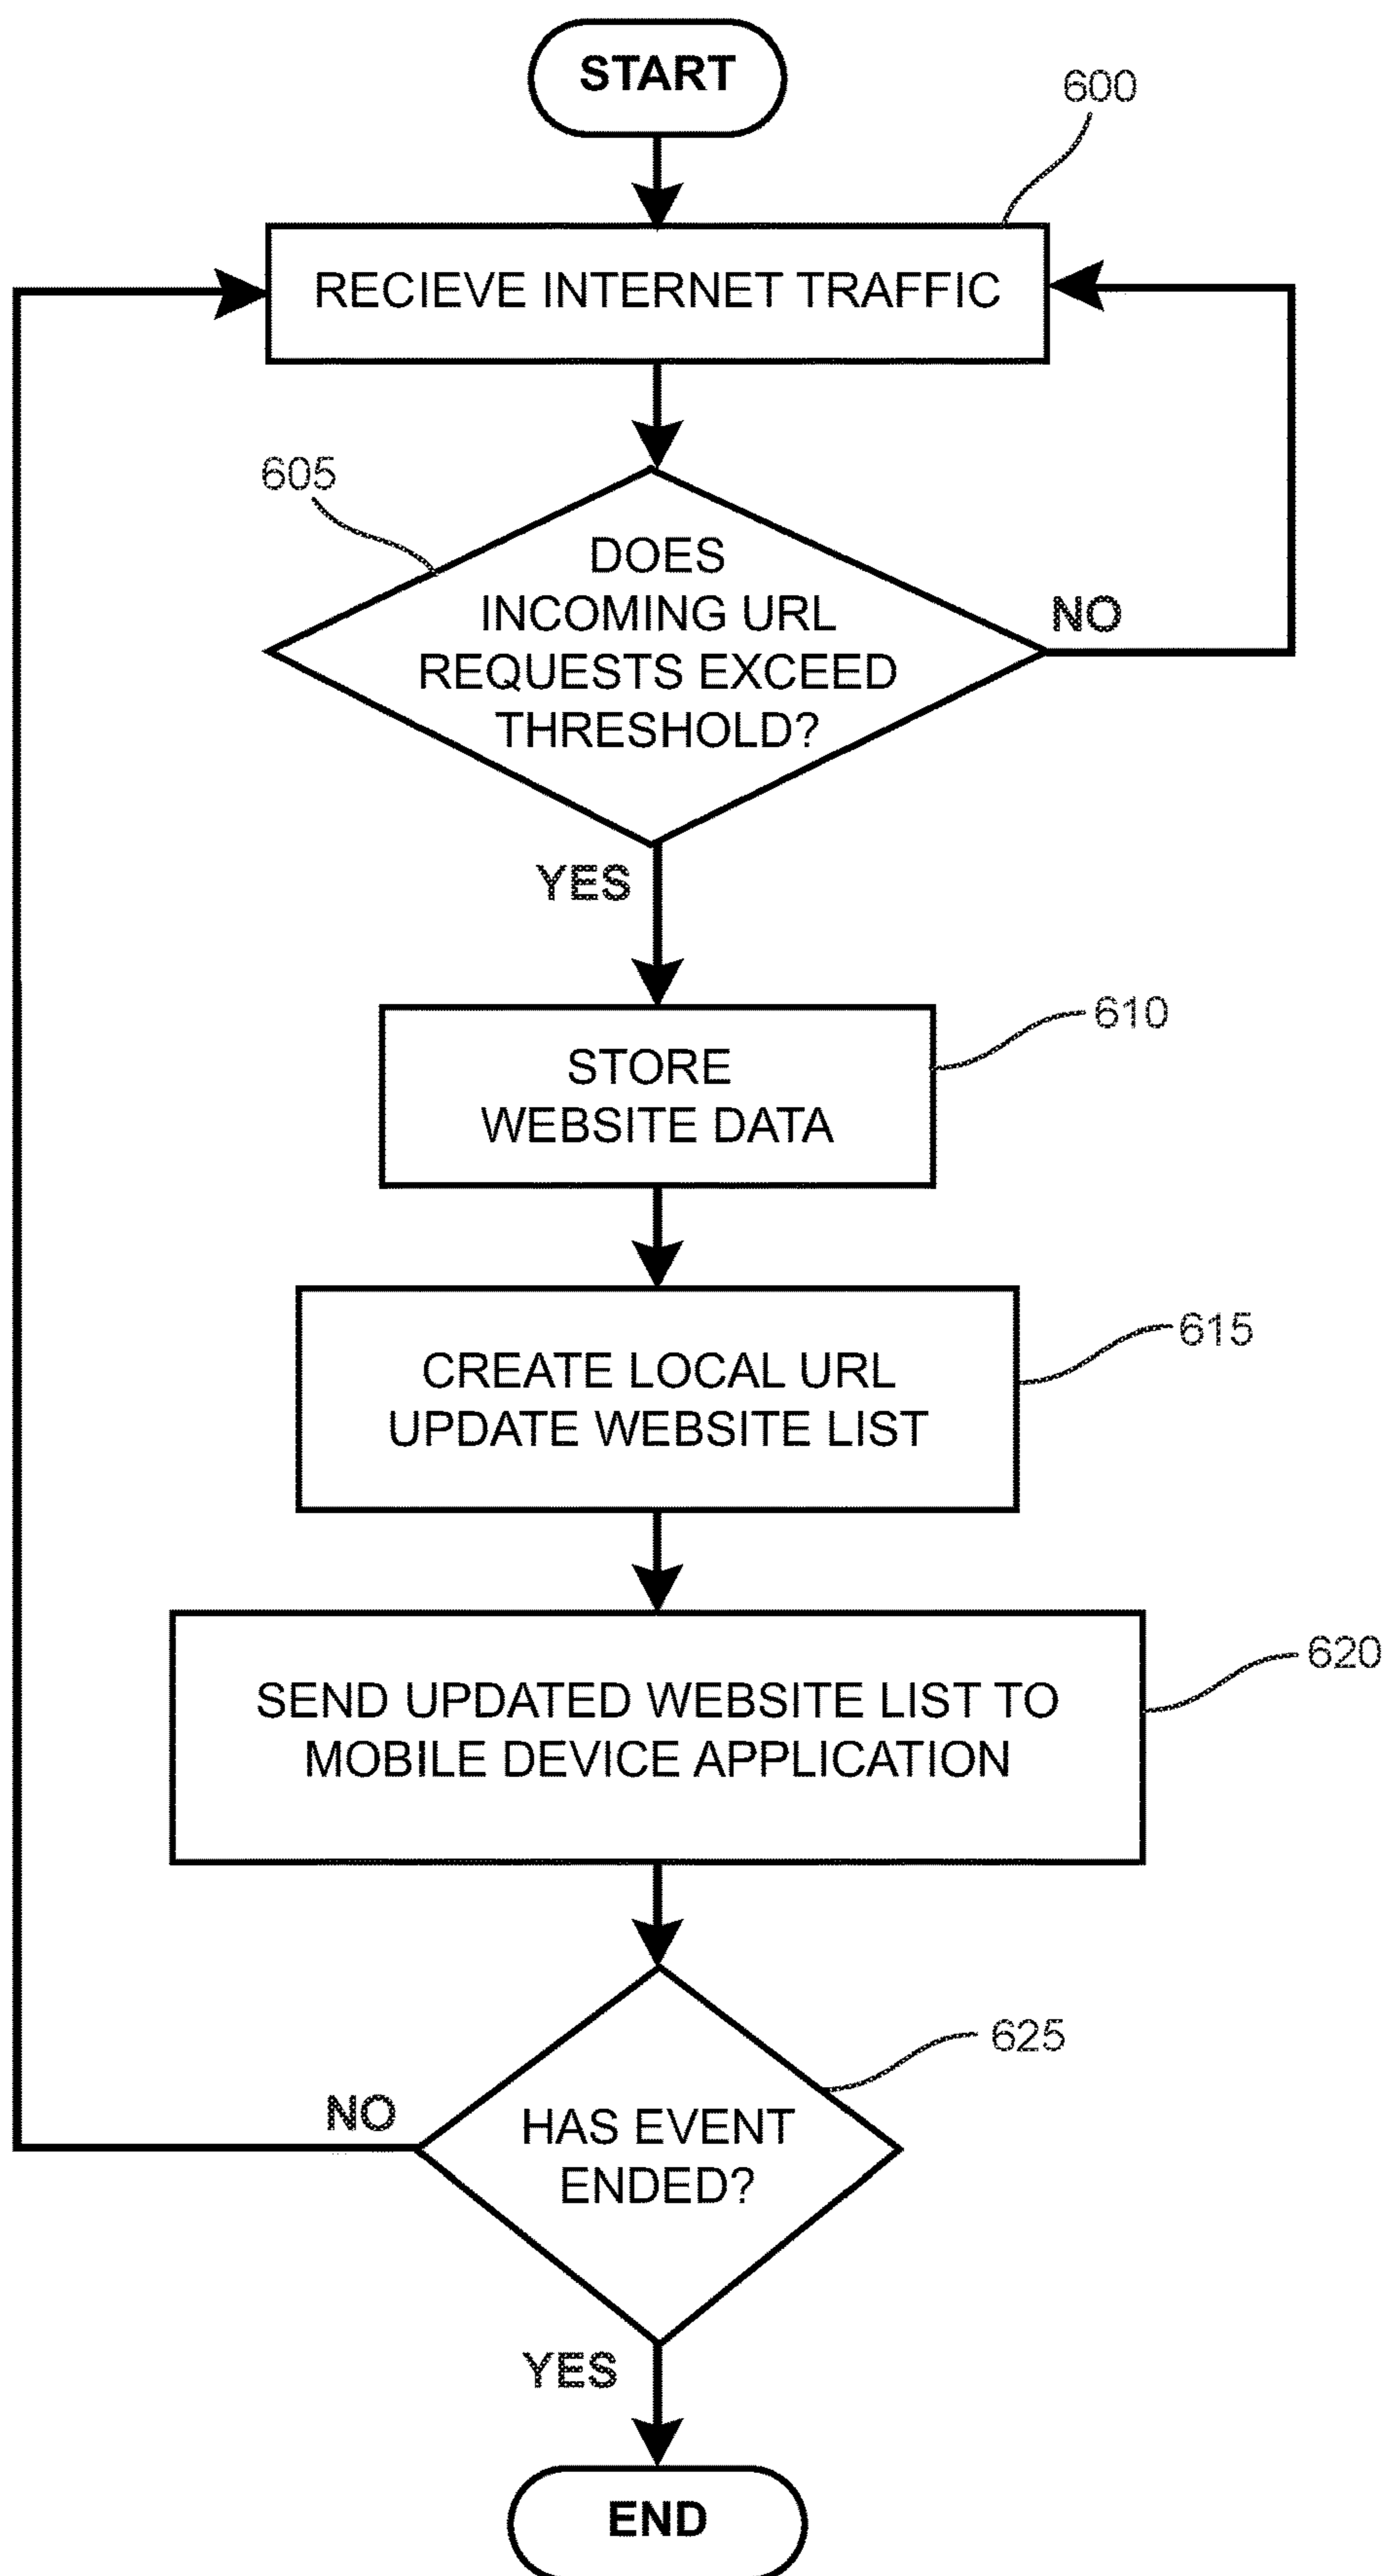 START
600
RECIEVE INTERNET TRAFFIC
605
DOES
INCOMING URL
REQUESTS EXCEED
THRESHOLD?
NO
YES
610
STORE
WEBSITE DATA
615
CREATE LOCAL URL
UPDATE WEBSITE LIST
620
SEND UPDATED WEBSITE LIST TO
MOBILE DEVICE APPLICATION
625
NO
HAS EVENT
ENDED?
YES
END